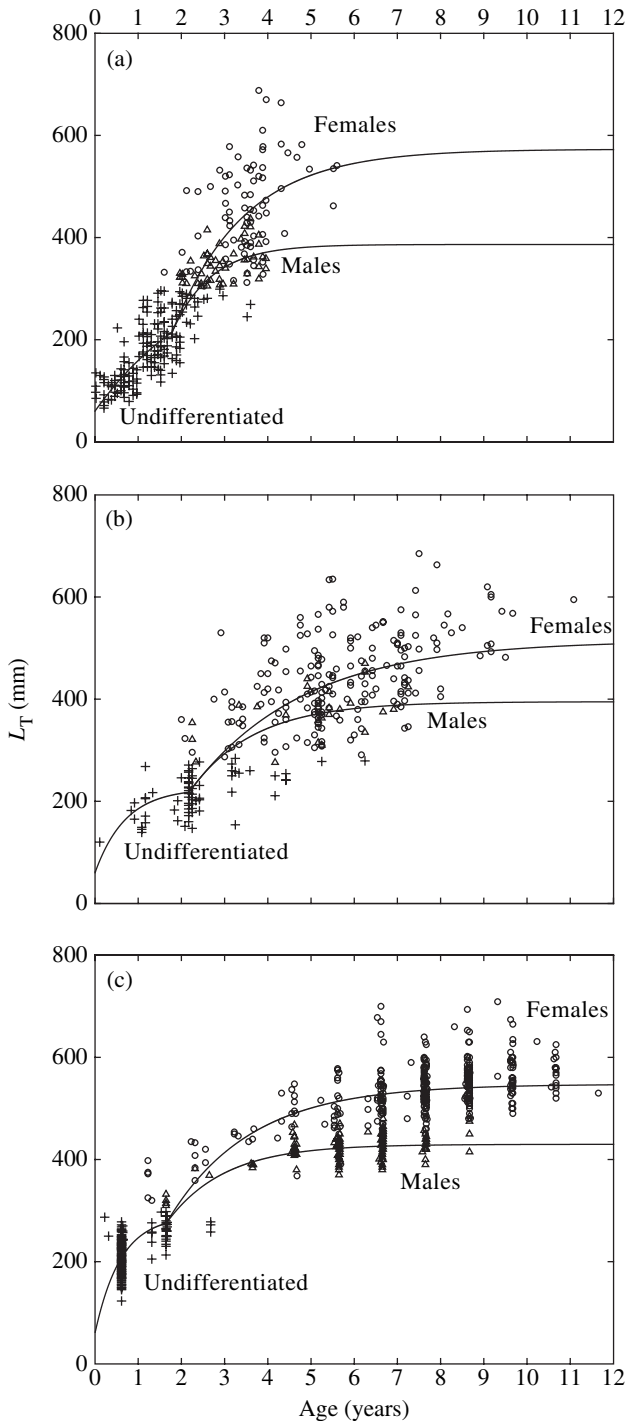 0 1 2 3 4 5 6 7 8 9 10 11 12
800
(a)
Females
600
400
Males
200
Undifferentiated
0
800
(b)
600
Females
400
Males
200
Undifferentiated
0
L_T (mm)
800
(c)
Females
600
400
Males
200
Undifferentiated
0
0 1 2 3 4 5 6 7 8 9 10 11 12
Age (years)